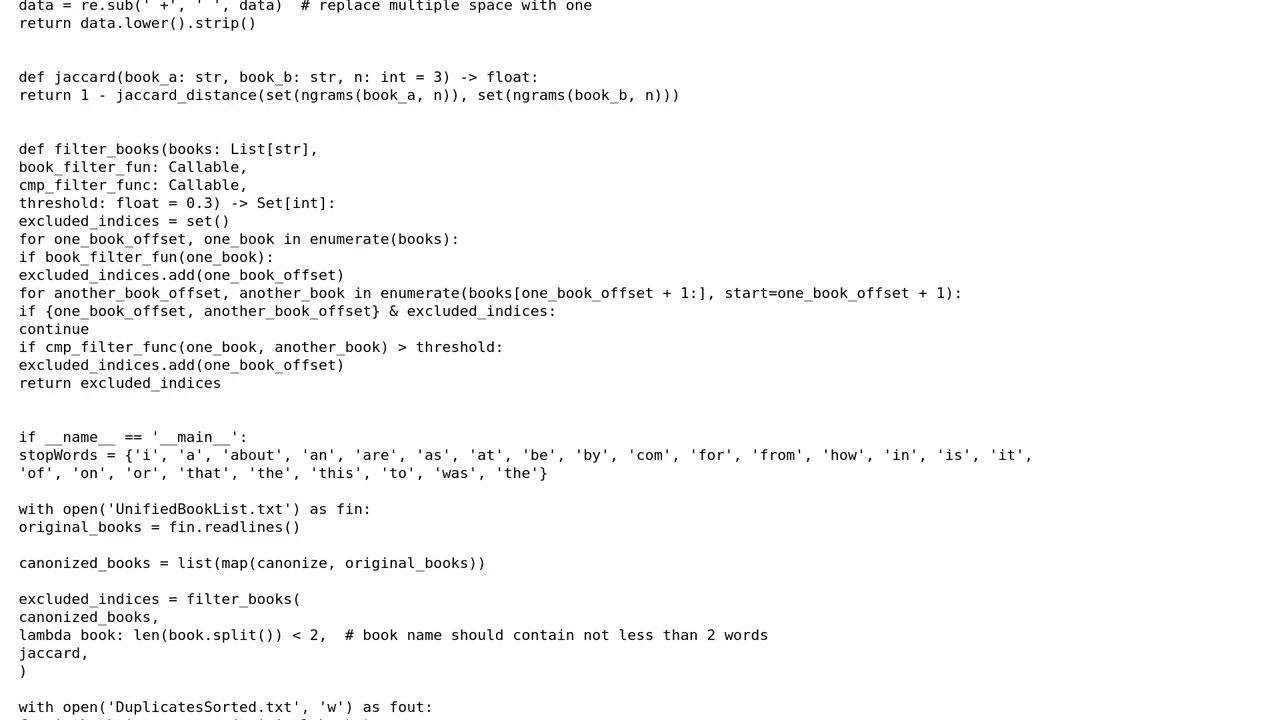 data = re.sub(' +', ' ', data)  # replace multiple space with one
return data.lower().strip()
def jaccard(book_a: str, book_b: str, n: int = 3) -> float:
return 1 - jaccard_distance(set(ngrams(book_a, n)), set(ngrams(book_b, n)))
def filter_books(books: List[str],
book_filter_fun: Callable,
cmp_filter_func: Callable,
threshold: float = 0.3) -> Set[int]:
excluded_indices = set()
for one_book_offset, one_book in enumerate(books):
if book_filter_fun(one_book):
excluded_indices.add(one_book_offset)
for another_book_offset, another_book in enumerate(books[one_book_offset + 1:], start=one_book_offset + 1):
if {one_book_offset, another_book_offset} & excluded_indices:
continue
if cmp_filter_func(one_book, another_book) > threshold:
excluded_indices.add(one_book_offset)
return excluded_indices
if __name__ == '__main__':
stopWords = {'i', 'a', 'about', 'an', 'are', 'as', 'at', 'be', 'by', 'com', 'for', 'from', 'how', 'in', 'is', 'it',
'of', 'on', 'or', 'that', 'the', 'this', 'to', 'was', 'the'}
with open('UnifiedBookList.txt') as fin:
original_books = fin.readlines()
canonized_books = list(map(canonize, original_books))
excluded_indices = filter_books(
canonized_books,
lambda book: len(book.split()) < 2,  # book name should contain not less than 2 words
jaccard,
)
with open('DuplicatesSorted.txt', 'w') as fout: